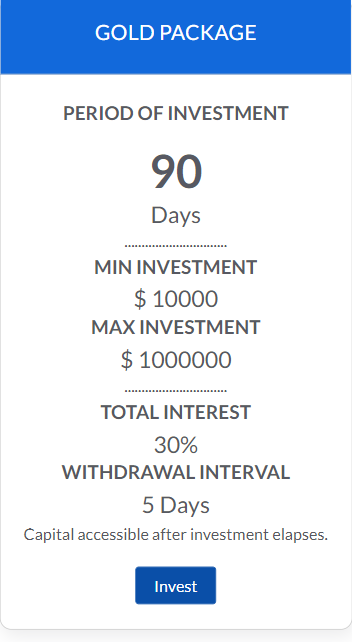 GOLD PACKAGE
PERIOD OF INVESTMENT
90
Days
..............................
MIN INVESTMENT
$ 10000
MAX INVESTMENT
$ 1000000
..............................
TOTAL INTEREST
30%
WITHDRAWAL INTERVAL
5 Days
Capital accessible after investment elapses.
Invest